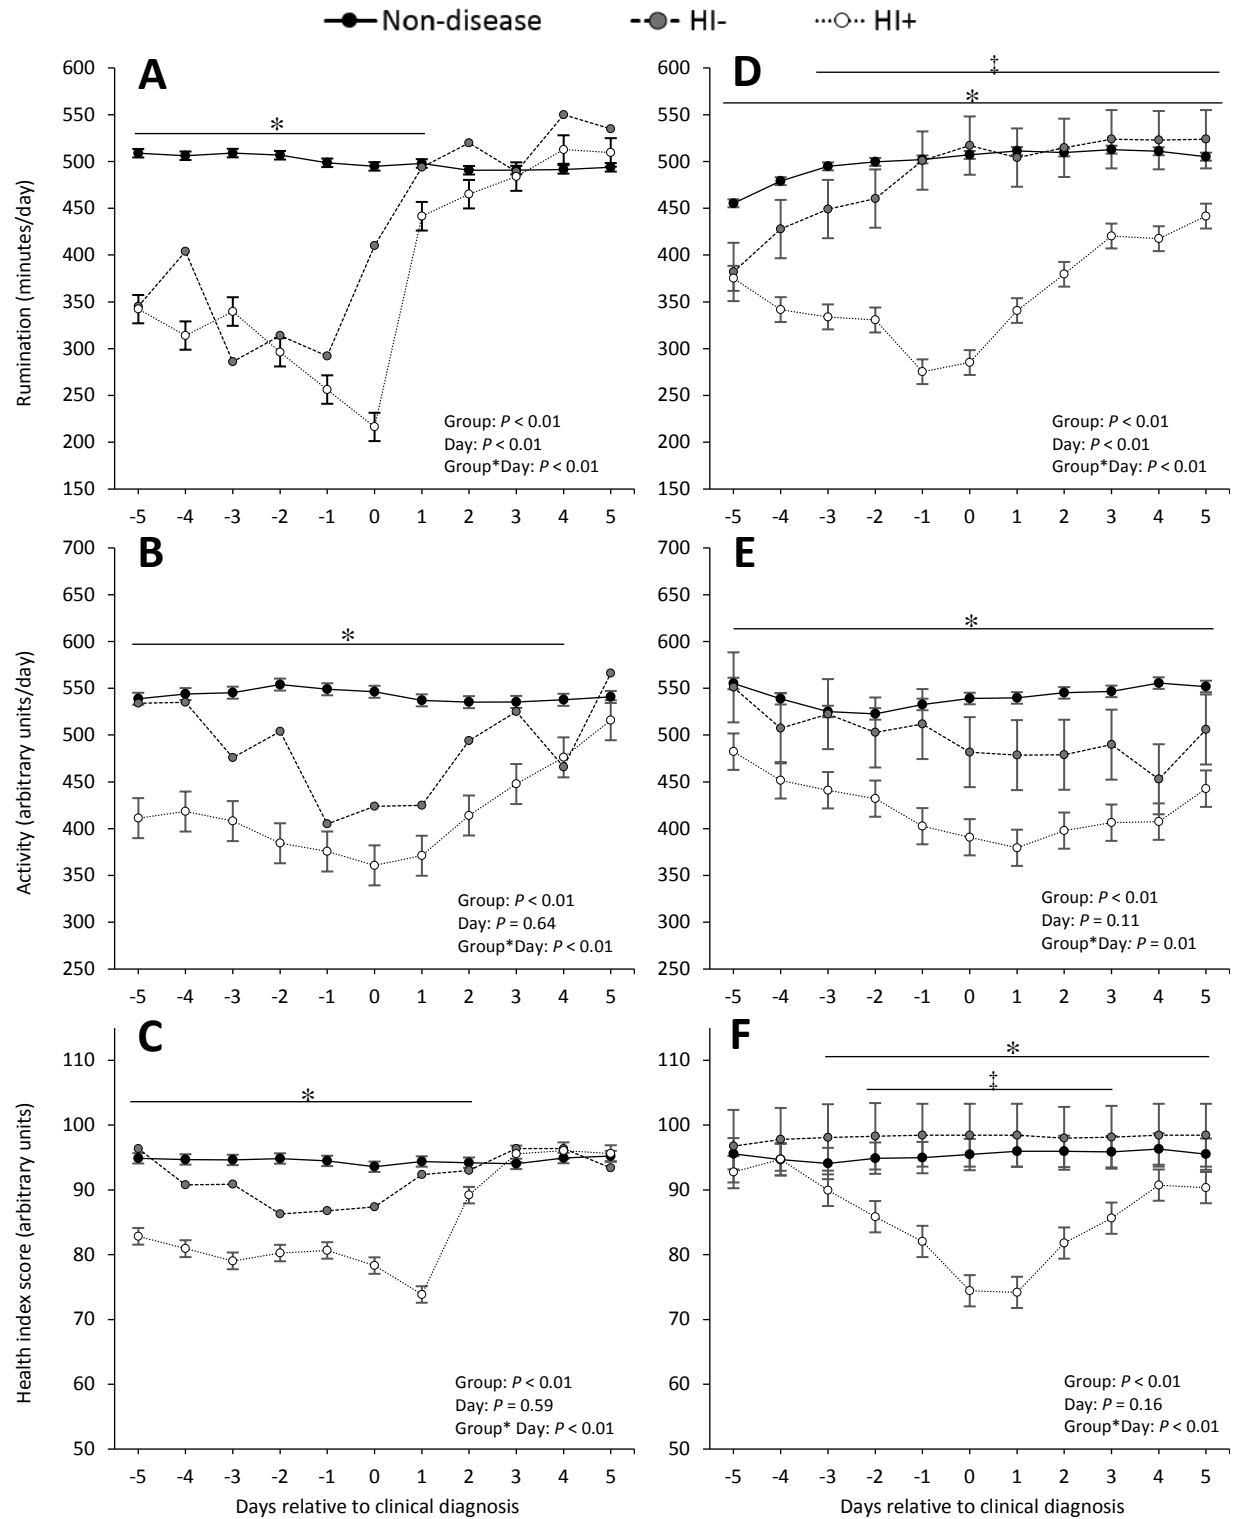 Non-disease HI- HI+
A
600
550
500
450
400
350
300
250
200
150
Rumination (minutes/day)
*
Group: P < 0.01
Day: P < 0.01
Group*Day: P < 0.01
-5 -4 -3 -2 -1 0 1 2 3 4 5
D
600
550
500
450
400
350
300
250
200
150
‡
*
Group: P < 0.01
Day: P < 0.01
Group*Day: P < 0.01
-5 -4 -3 -2 -1 0 1 2 3 4 5
B
700
650
600
550
500
450
400
350
300
250
Activity (arbitrary units/day)
*
Group: P < 0.01
Day: P = 0.64
Group*Day: P < 0.01
-5 -4 -3 -2 -1 0 1 2 3 4 5
E
700
650
600
550
500
450
400
350
300
250
*
Group: P < 0.01
Day: P = 0.11
Group*Day: P = 0.01
-5 -4 -3 -2 -1 0 1 2 3 4 5
C
110
100
90
80
70
60
50
Health index score (arbitrary units)
*
Group: P < 0.01
Day: P = 0.59
Group* Day: P < 0.01
-5 -4 -3 -2 -1 0 1 2 3 4 5
Days relative to clinical diagnosis
F
110
100
90
80
70
60
50
*
‡
Group: P < 0.01
Day: P = 0.16
Group*Day: P < 0.01
-5 -4 -3 -2 -1 0 1 2 3 4 5
Days relative to clinical diagnosis